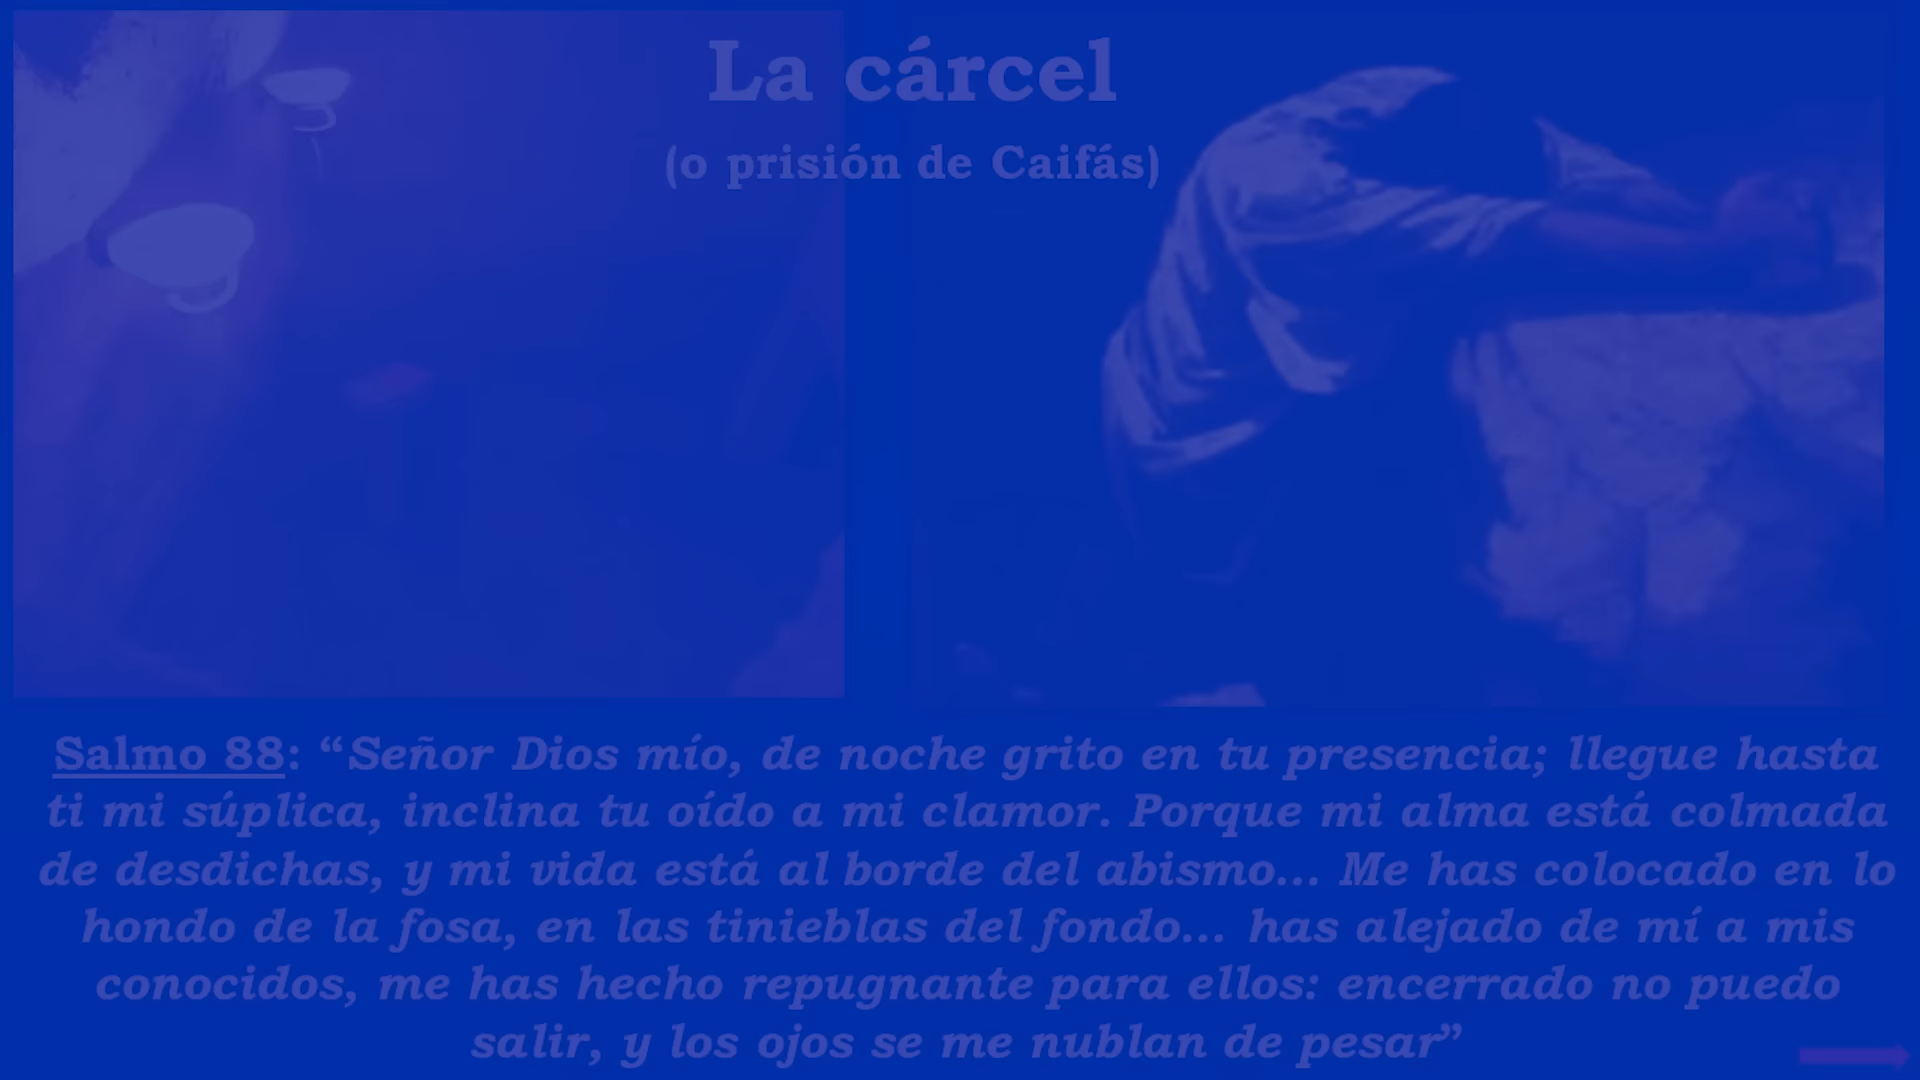 La cárcel
(o prisión de Caifás)
Salmo 88: “Señor Dios mío, de noche grito en tu presencia; llegue hasta
ti mi súplica, inclina tu oído a mi clamor. Porque mi alma está colmada
de desdichas, y mi vida está al borde del abismo... Me has colocado en lo
hondo de la fosa, en las tinieblas del fondo... has alejado de mí a mis
conocidos, me has hecho repugnante para ellos: encerrado no puedo
salir, y los ojos se me nublan de pesar”